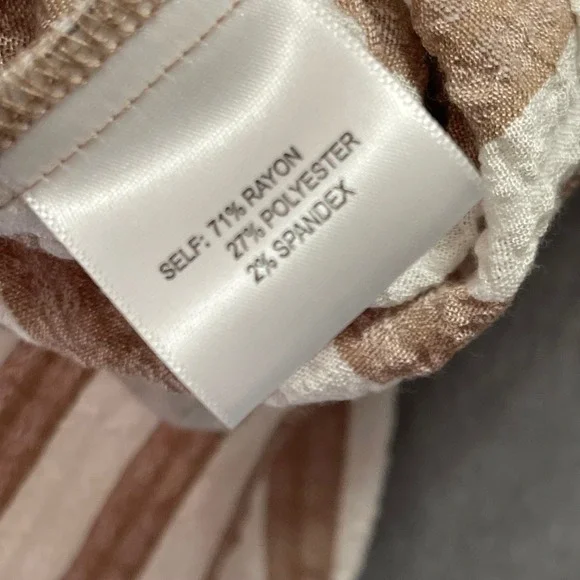 SELF: 71% RAYON
27% POLYESTER
2% SPANDEX